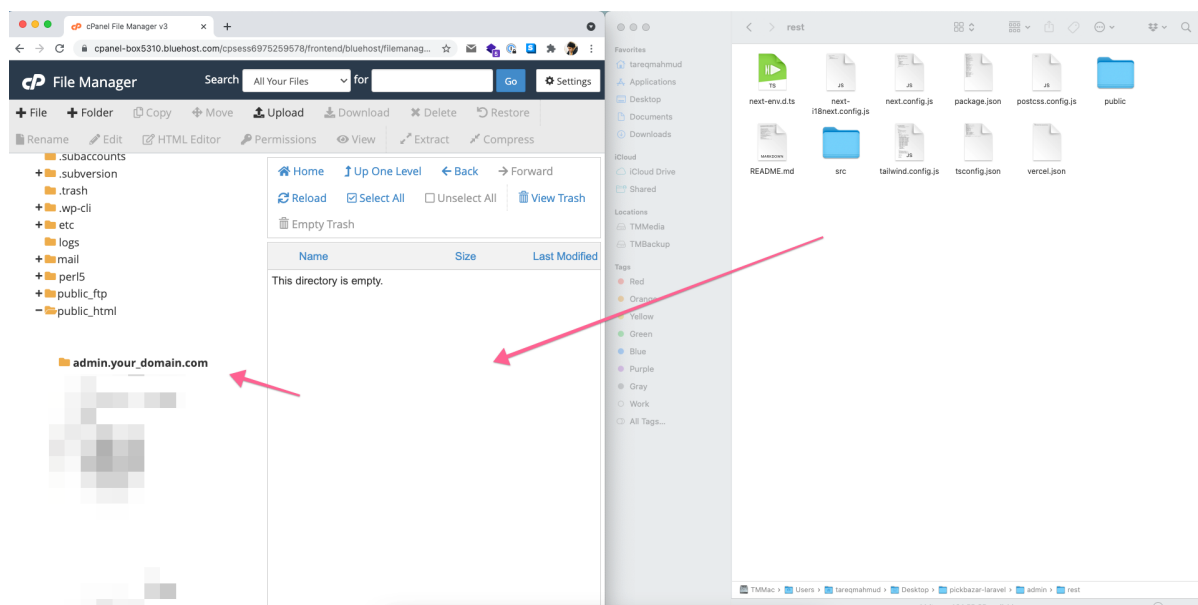 cPanel File Manager v3
cpanel-box5310.bluehost.com/cpsess6975259578/frontend/bluehost/filemanag...
cP File Manager
Search All Your Files for Go Settings
File Folder Copy Move Upload Download Delete Restore
Rename Edit HTML Editor Permissions View Extract Compress
.subaccounts
.subversion
.trash
.wp-cli
etc
logs
mail
perl5
public_ftp
public_html
admin.your_domain.com
Home Up One Level Back Forward
Reload Select All Unselect All View Trash
Empty Trash
Name Size Last Modified
This directory is empty.
Favorites
tareqmahmud
Applications
Desktop
Documents
Downloads
iCloud
iCloud Drive
Shared
Locations
TMMedia
TMBackup
Tags
Red
Orange
Yellow
Green
Blue
Purple
Gray
Work
All Tags...
rest
TS JS JS JS
next-env.d.ts next-i18next.config.js next.config.js package.json postcss.config.js public
MARKDOWN JS
README.md src tailwind.config.js tsconfig.json vercel.json
TMMac › Users › tareqmahmud › Desktop › pickbazar-laravel › admin › rest